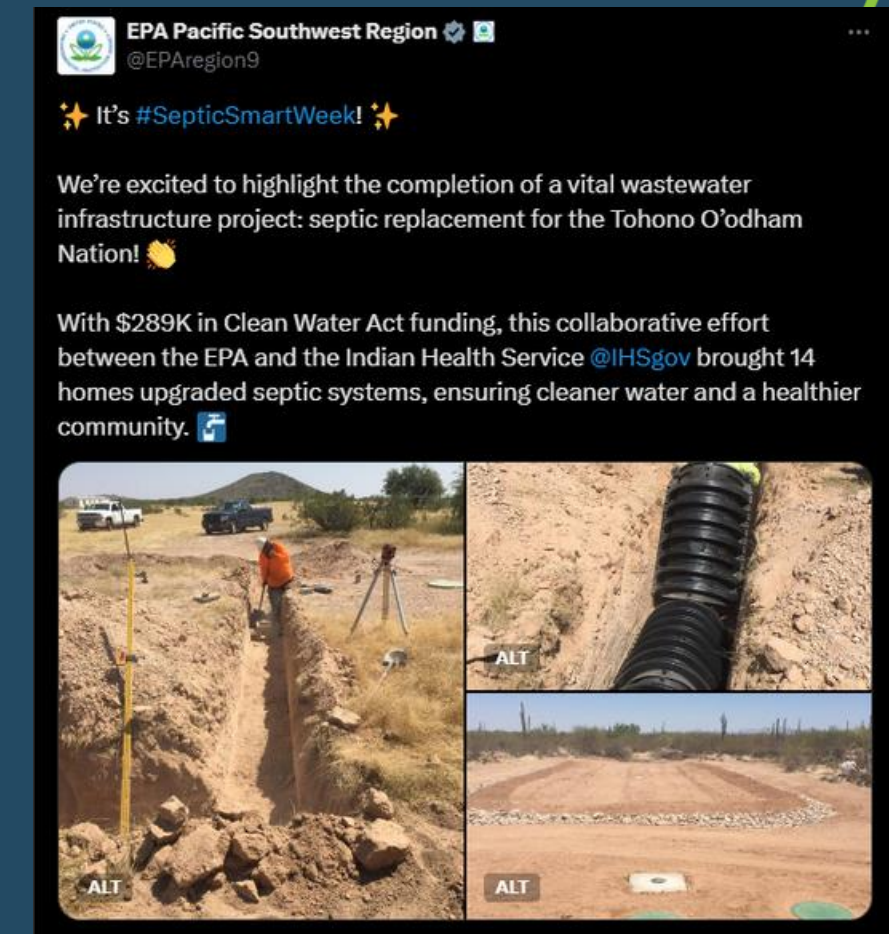 EPA Pacific Southwest Region
@EPAregion9
✨ It’s #SepticSmartWeek! ✨
We’re excited to highlight the completion of a vital wastewater
infrastructure project: septic replacement for the Tohono O’odham
Nation! 👏
With $289K in Clean Water Act funding, this collaborative effort
between the EPA and the Indian Health Service @IHSgov brought 14
homes upgraded septic systems, ensuring cleaner water and a healthier
community. 🚰
ALT
ALT
ALT